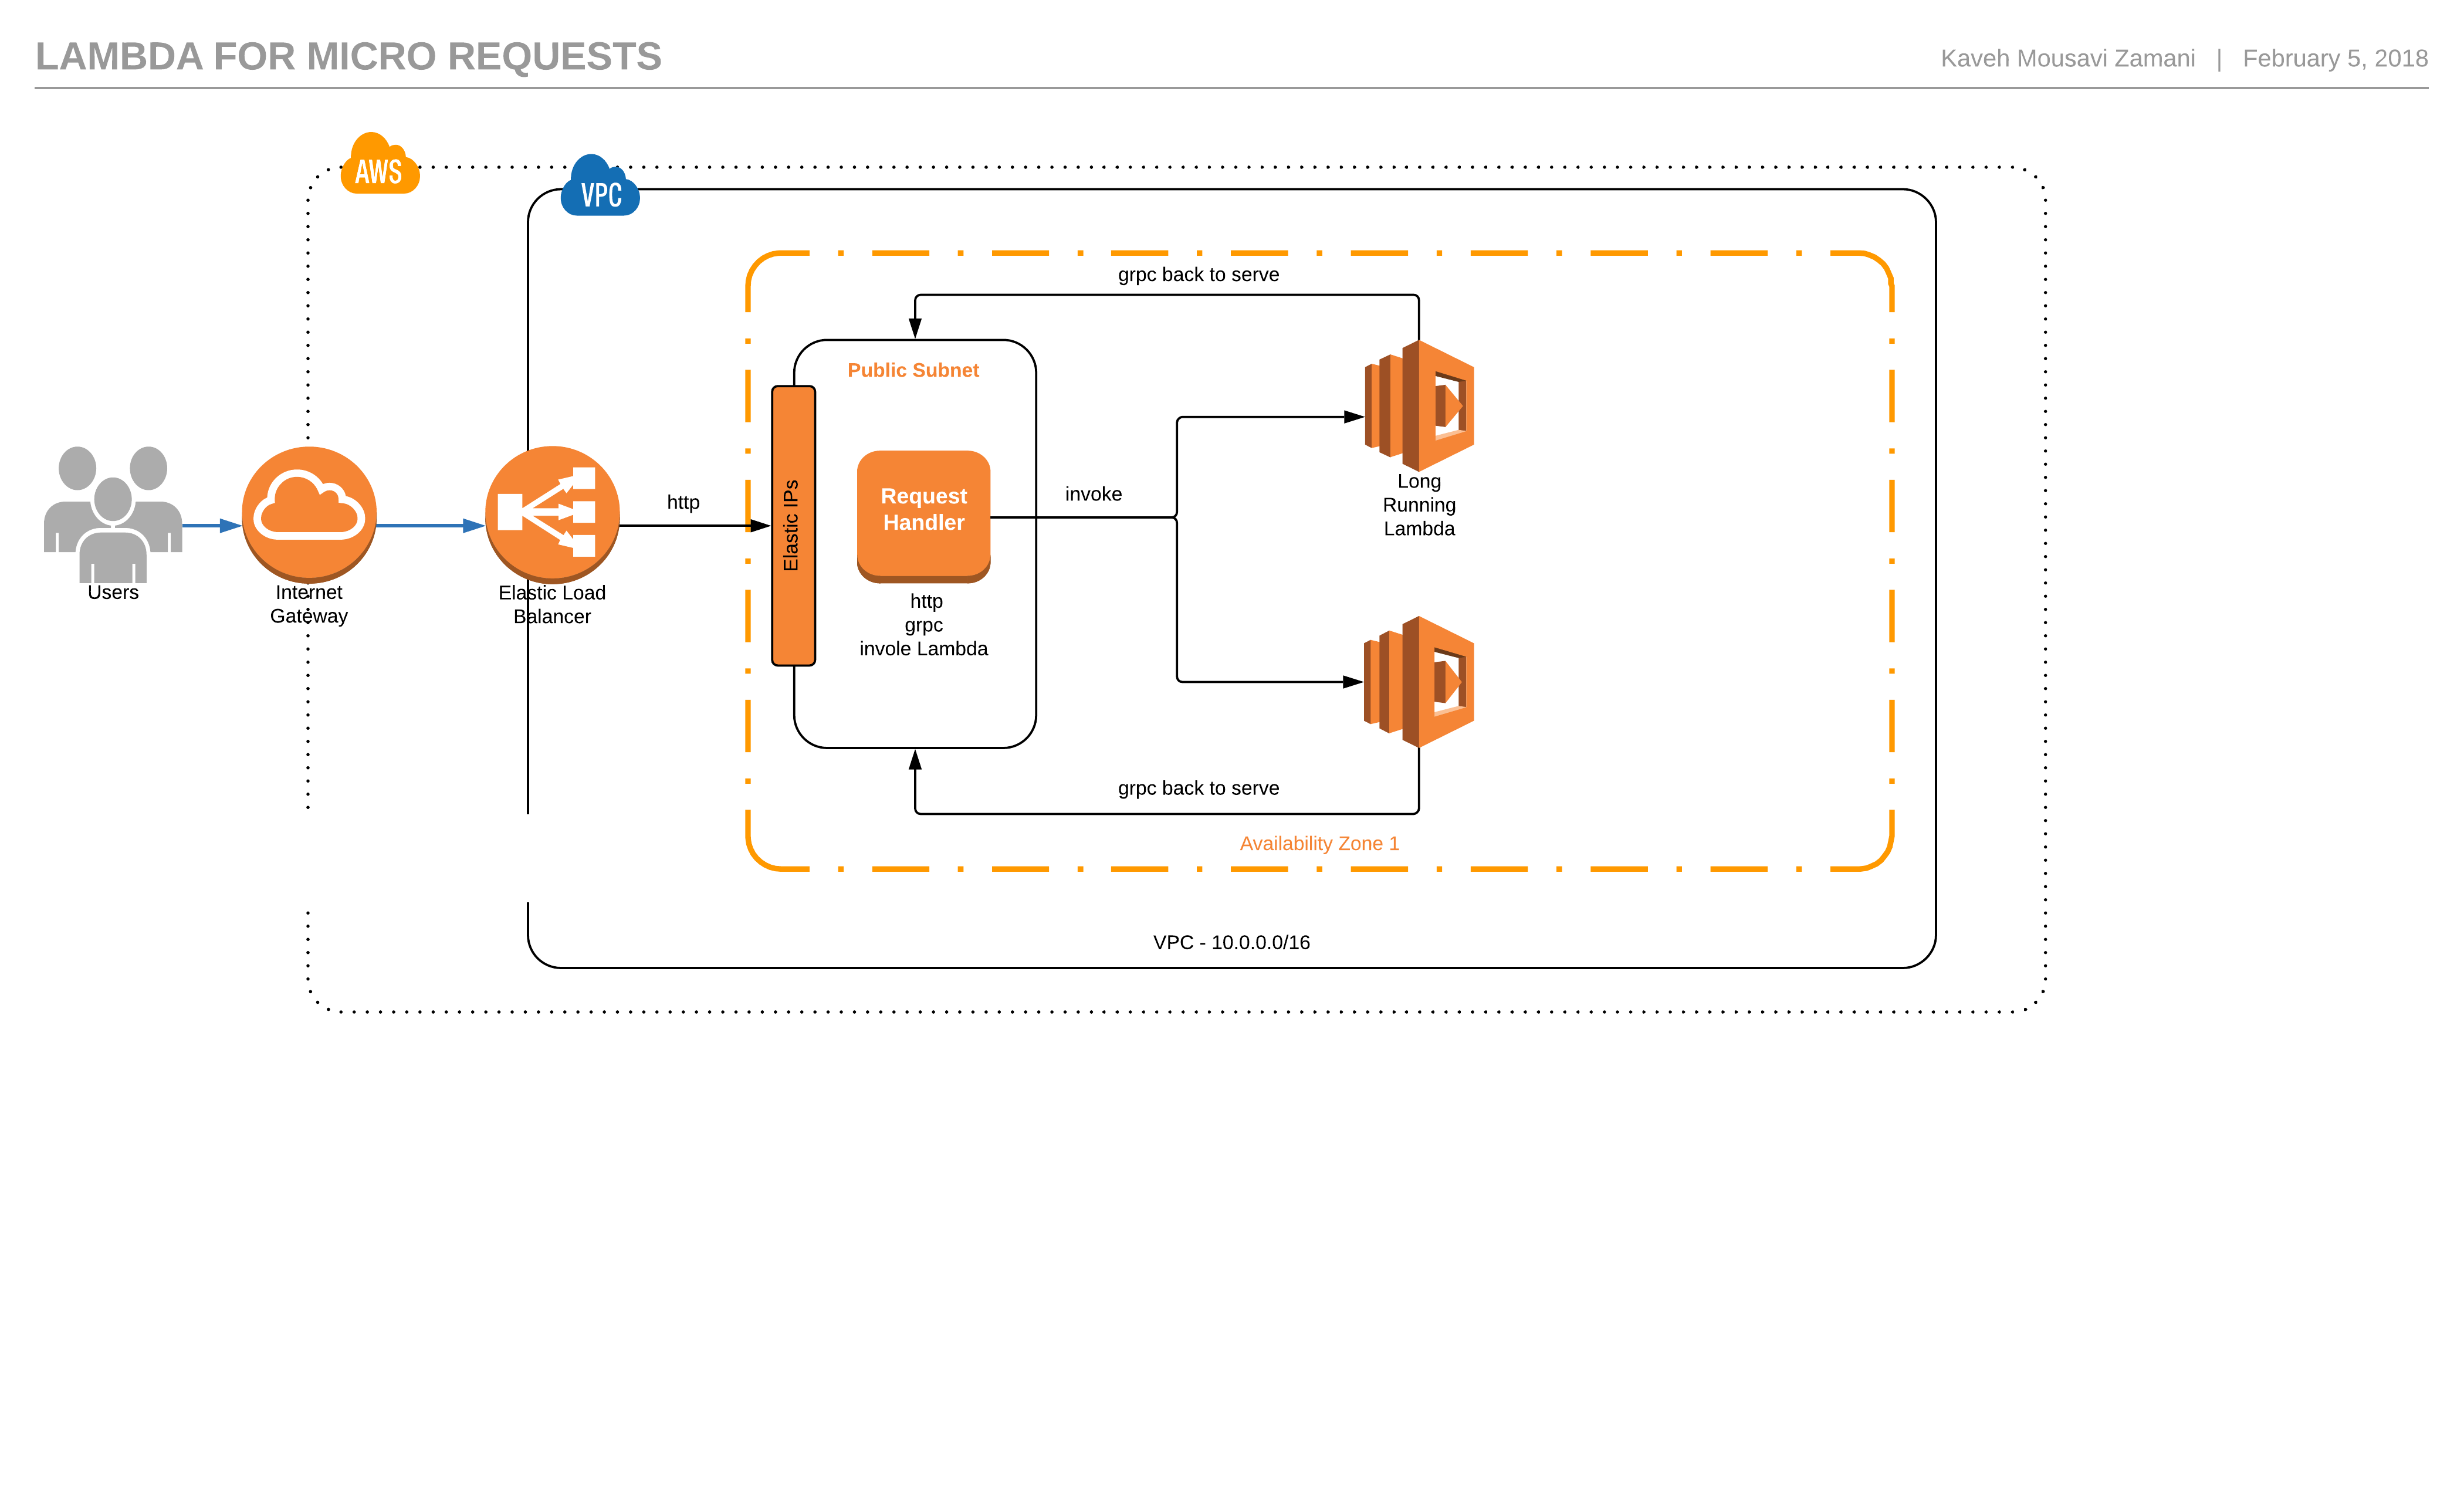 LAMBDA FOR MICRO REQUESTS
Kaveh Mousavi Zamani | February 5, 2018
AWS
VPC
grpc back to serve
Public Subnet
Elastic IPs
Request
Handler
http
grpc
invole Lambda
http
invoke
Long
Running
Lambda
Users
Internet
Gateway
Elastic Load
Balancer
grpc back to serve
Availability Zone 1
VPC - 10.0.0.0/16